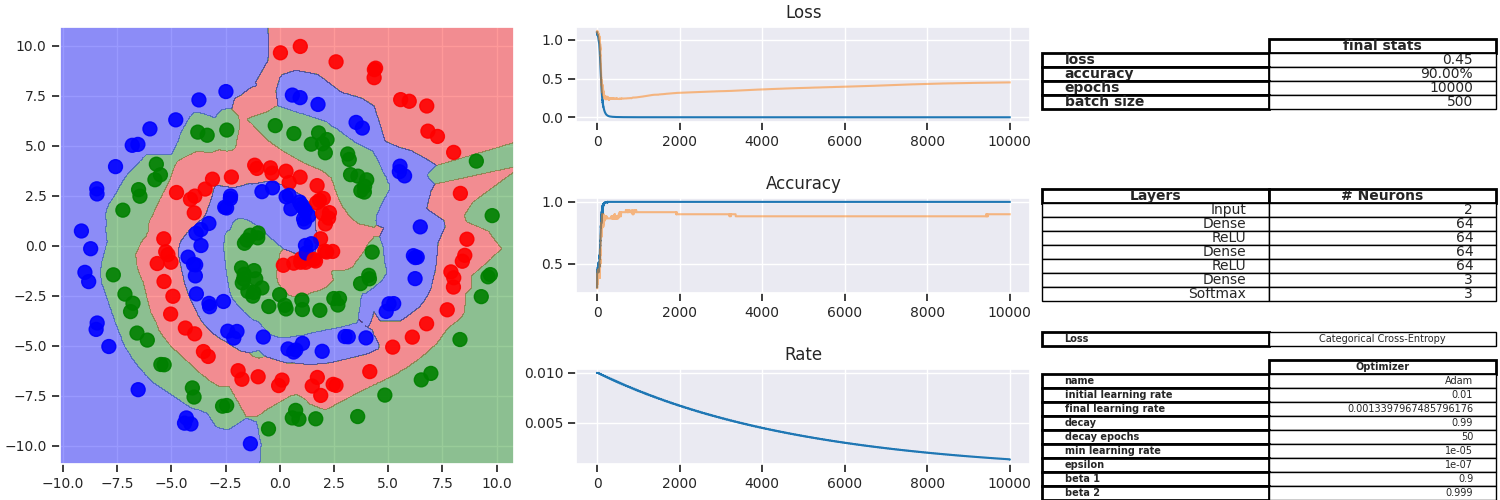 10.0
7.5
5.0
2.5
0.0
−2.5
−5.0
−7.5
−10.0
−10.0 −7.5 −5.0 −2.5 0.0 2.5 5.0 7.5 10.0
Loss
1.0
0.5
0.0
0 2000 4000 6000 8000 10000
Accuracy
1.0
0.5
0 2000 4000 6000 8000 10000
Rate
0.010
0.005
0 2000 4000 6000 8000 10000
final stats
loss 0.45
accuracy 90.00%
epochs 10000
batch size 500
Layers # Neurons
Input 2
Dense 64
ReLU 64
Dense 64
ReLU 64
Dense 3
Softmax 3
Loss Categorical Cross-Entropy
Optimizer
name Adam
initial learning rate 0.01
final learning rate 0.0013397967485796176
decay 0.99
decay epochs 50
min learning rate 1e-05
epsilon 1e-07
beta 1 0.9
beta 2 0.999